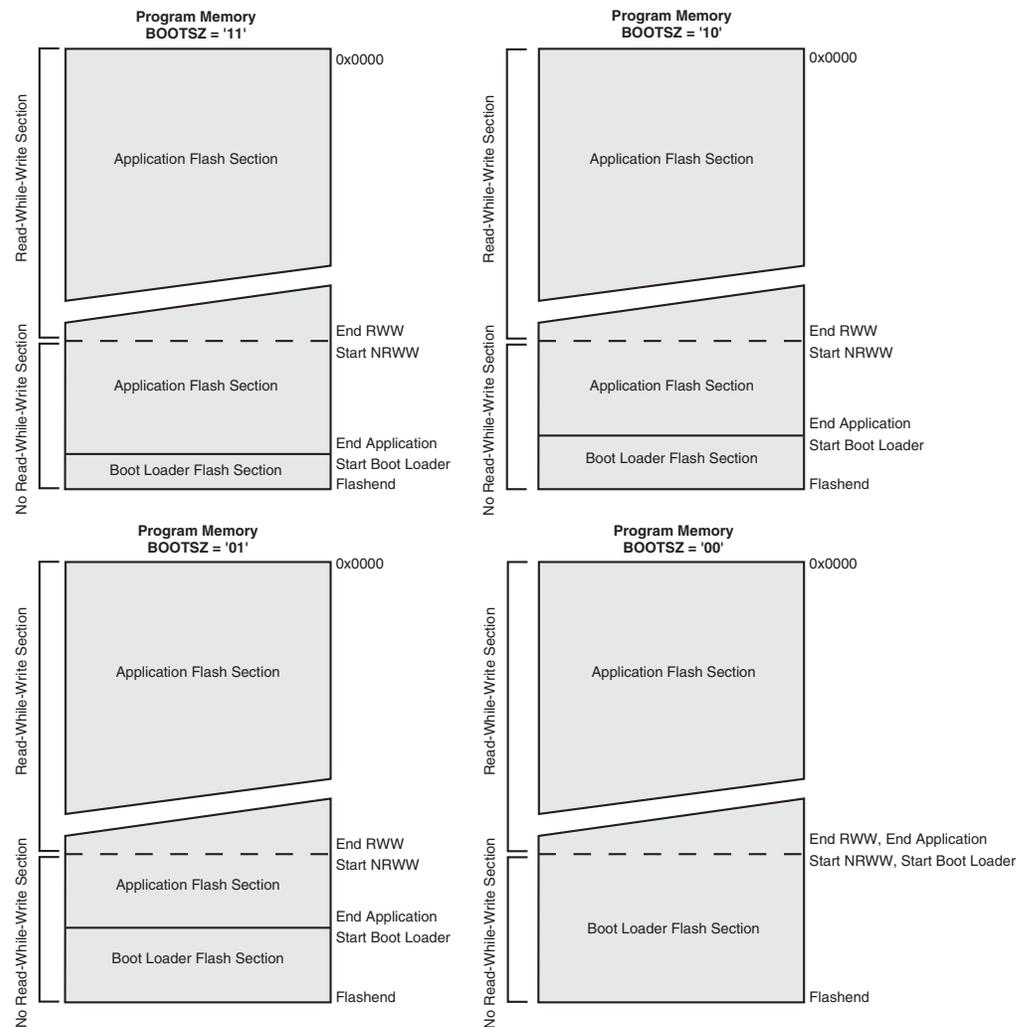 Program Memory
BOOTSZ = '11'
0x0000
Read-While-Write Section
Application Flash Section
End RWW
Start NRWW
No Read-While-Write Section
Application Flash Section
End Application
Start Boot Loader
Boot Loader Flash Section
Flashend
Program Memory
BOOTSZ = '10'
0x0000
Read-While-Write Section
Application Flash Section
End RWW
Start NRWW
No Read-While-Write Section
Application Flash Section
End Application
Start Boot Loader
Boot Loader Flash Section
Flashend
Program Memory
BOOTSZ = '01'
0x0000
Read-While-Write Section
Application Flash Section
End RWW
Start NRWW
No Read-While-Write Section
Application Flash Section
End Application
Start Boot Loader
Boot Loader Flash Section
Flashend
Program Memory
BOOTSZ = '00'
0x0000
Read-While-Write Section
Application Flash Section
End RWW, End Application
Start NRWW, Start Boot Loader
No Read-While-Write Section
Boot Loader Flash Section
Flashend